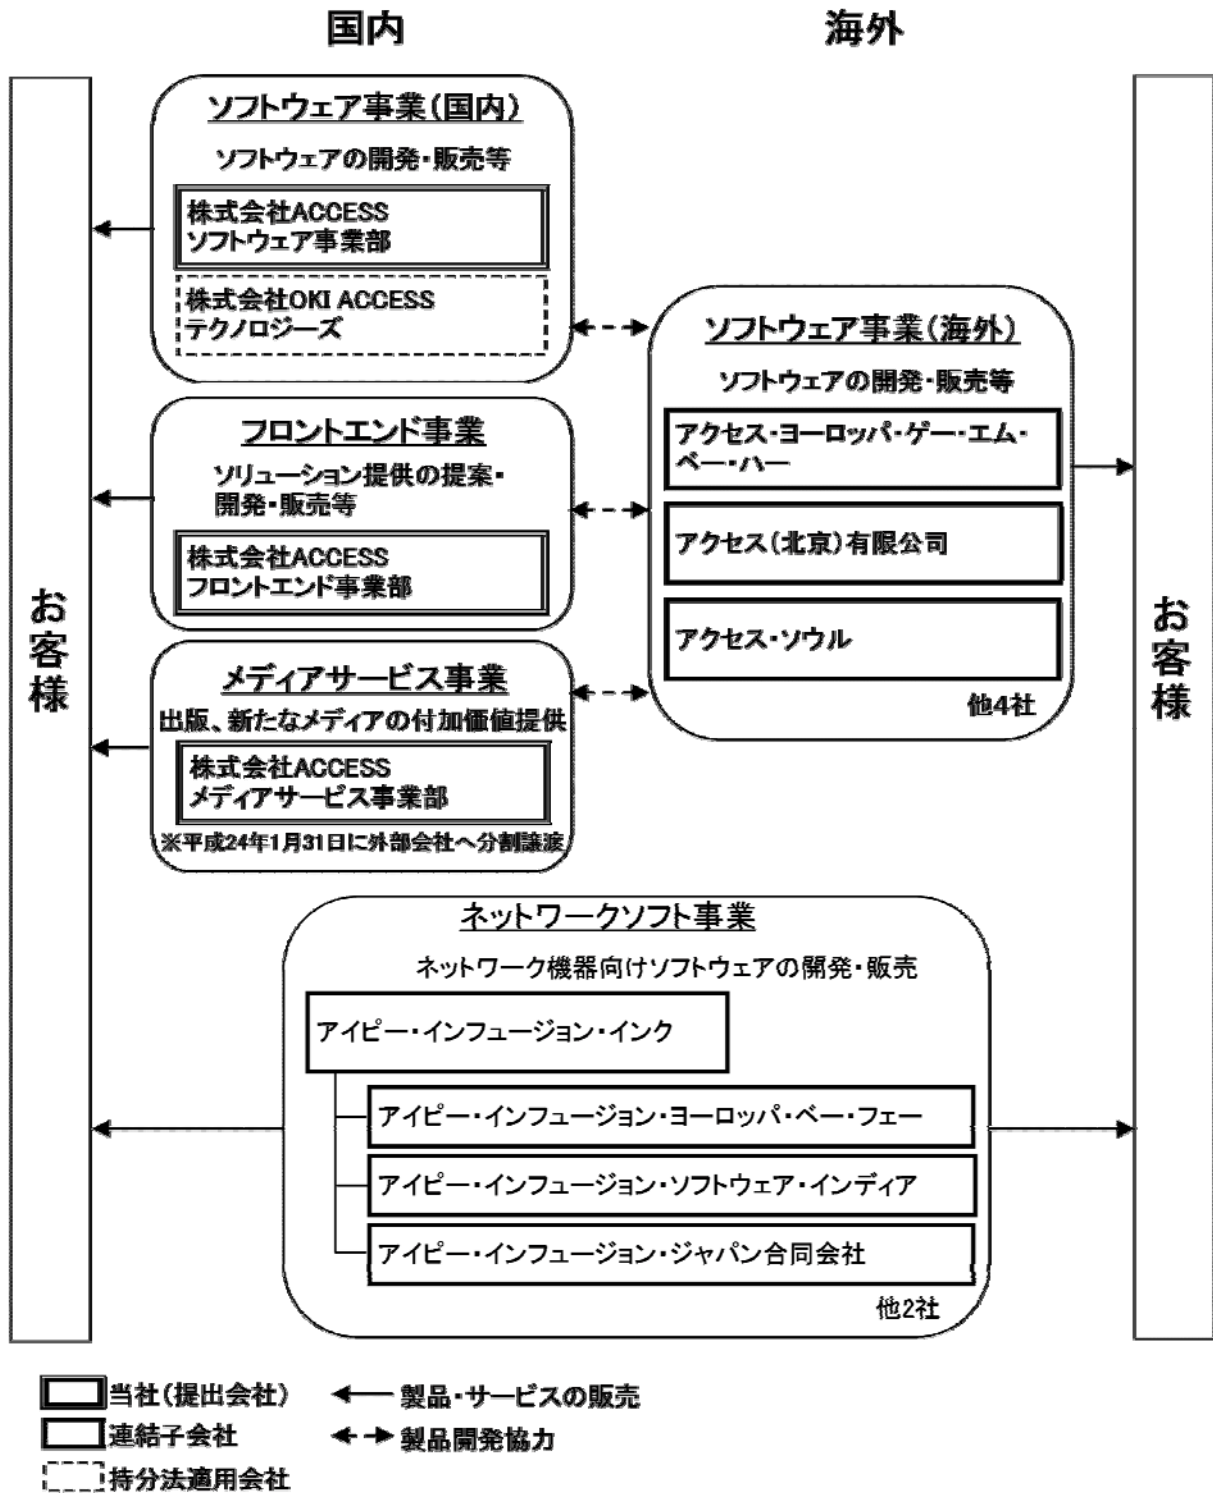 国内
海外
お客様
ソフトウェア事業(国内)
ソフトウェアの開発・販売等
株式会社ACCESS
ソフトウェア事業部
株式会社OKI ACCESS
テクノロジーズ
フロントエンド事業
ソリューション提供の提案・
開発・販売等
株式会社ACCESS
フロントエンド事業部
メディアサービス事業
出版、新たなメディアの付加価値提供
株式会社ACCESS
メディアサービス事業部
※平成24年1月31日に外部会社へ分割譲渡
ソフトウェア事業(海外)
ソフトウェアの開発・販売等
アクセス・ヨーロッパ・ゲー・エム・
ベー・ハー
アクセス(北京)有限公司
アクセス・ソウル
他4社
お客様
ネットワークソフト事業
ネットワーク機器向けソフトウェアの開発・販売
アイピー・インフュージョン・インク
アイピー・インフュージョン・ヨーロッパ・ベー・フェー
アイピー・インフュージョン・ソフトウェア・インディア
アイピー・インフュージョン・ジャパン合同会社
他2社
当社(提出会社)
製品・サービスの販売
連結子会社
製品開発協力
持分法適用会社